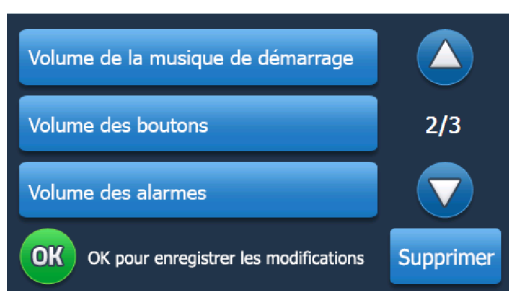 Volume de la musique de démarrage
Volume des boutons
2/3
Volume des alarmes
OK OK pour enregistrer les modifications Supprimer